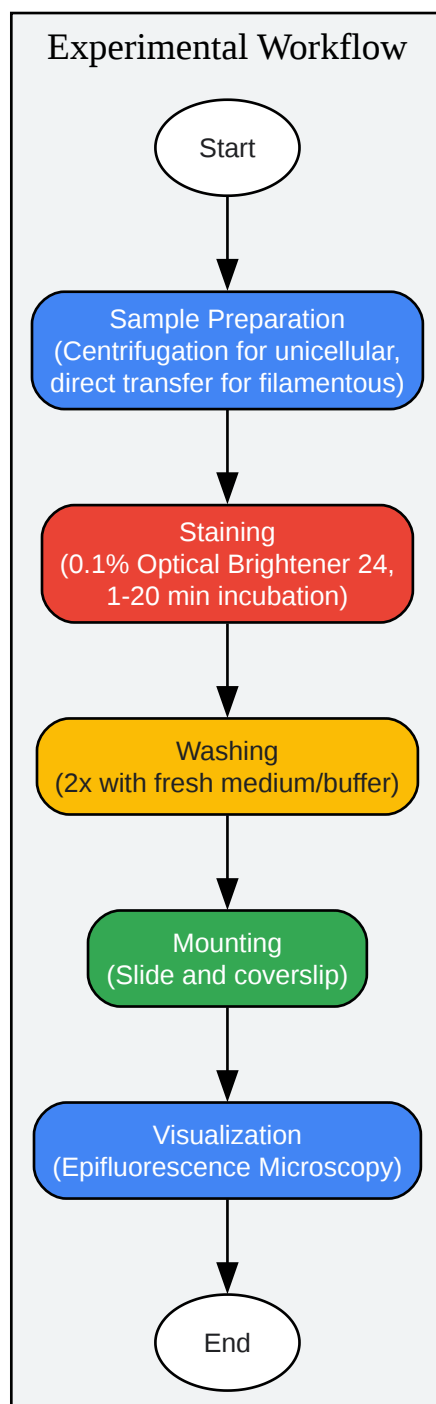 Experimental Workflow
Start
Sample Preparation
(Centrifugation for unicellular,
direct transfer for filamentous)
Staining
(0.1% Optical Brightener 24,
1-20 min incubation)
Washing
(2x with fresh medium/buffer)
Mounting
(Slide and coverslip)
Visualization
(Epifluorescence Microscopy)
End